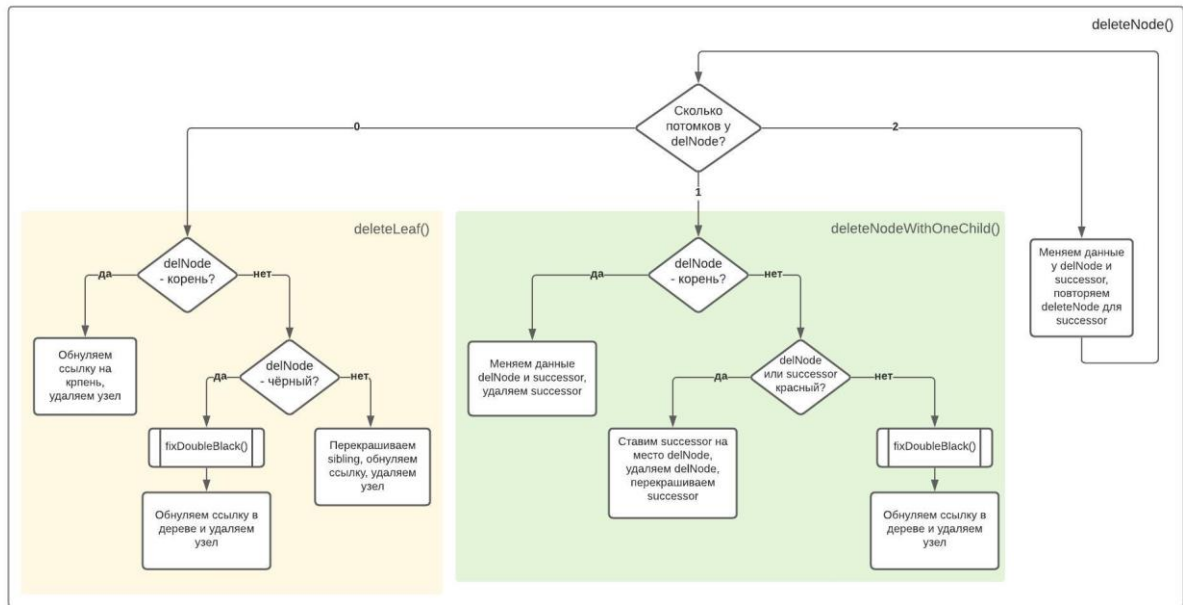 deleteNode()
Сколько
потомков у
delNode?
0
2
1
deleteLeaf()
delNode
- корень?
да
нет
Обнуляем
ссылку на
крпень,
удаляем узел
delNode
- чёрный?
да
нет
fixDoubleBlack()
Перекрашиваем
sibling, обнуляем
ссылку, удаляем
узел
Обнуляем ссылку в
дереве и удаляем
узел
deleteNodeWithOneChild()
delNode
- корень?
да
нет
Меняем данные
delNode и successor,
удаляем successor
delNode
или successor
красный?
да
нет
Ставим successor на
место delNode,
удаляем delNode,
перекрашиваем
successor
fixDoubleBlack()
Обнуляем ссылку в
дереве и удаляем
узел
Меняем данные
у delNode и
successor,
повторяем
deleteNode для
successor